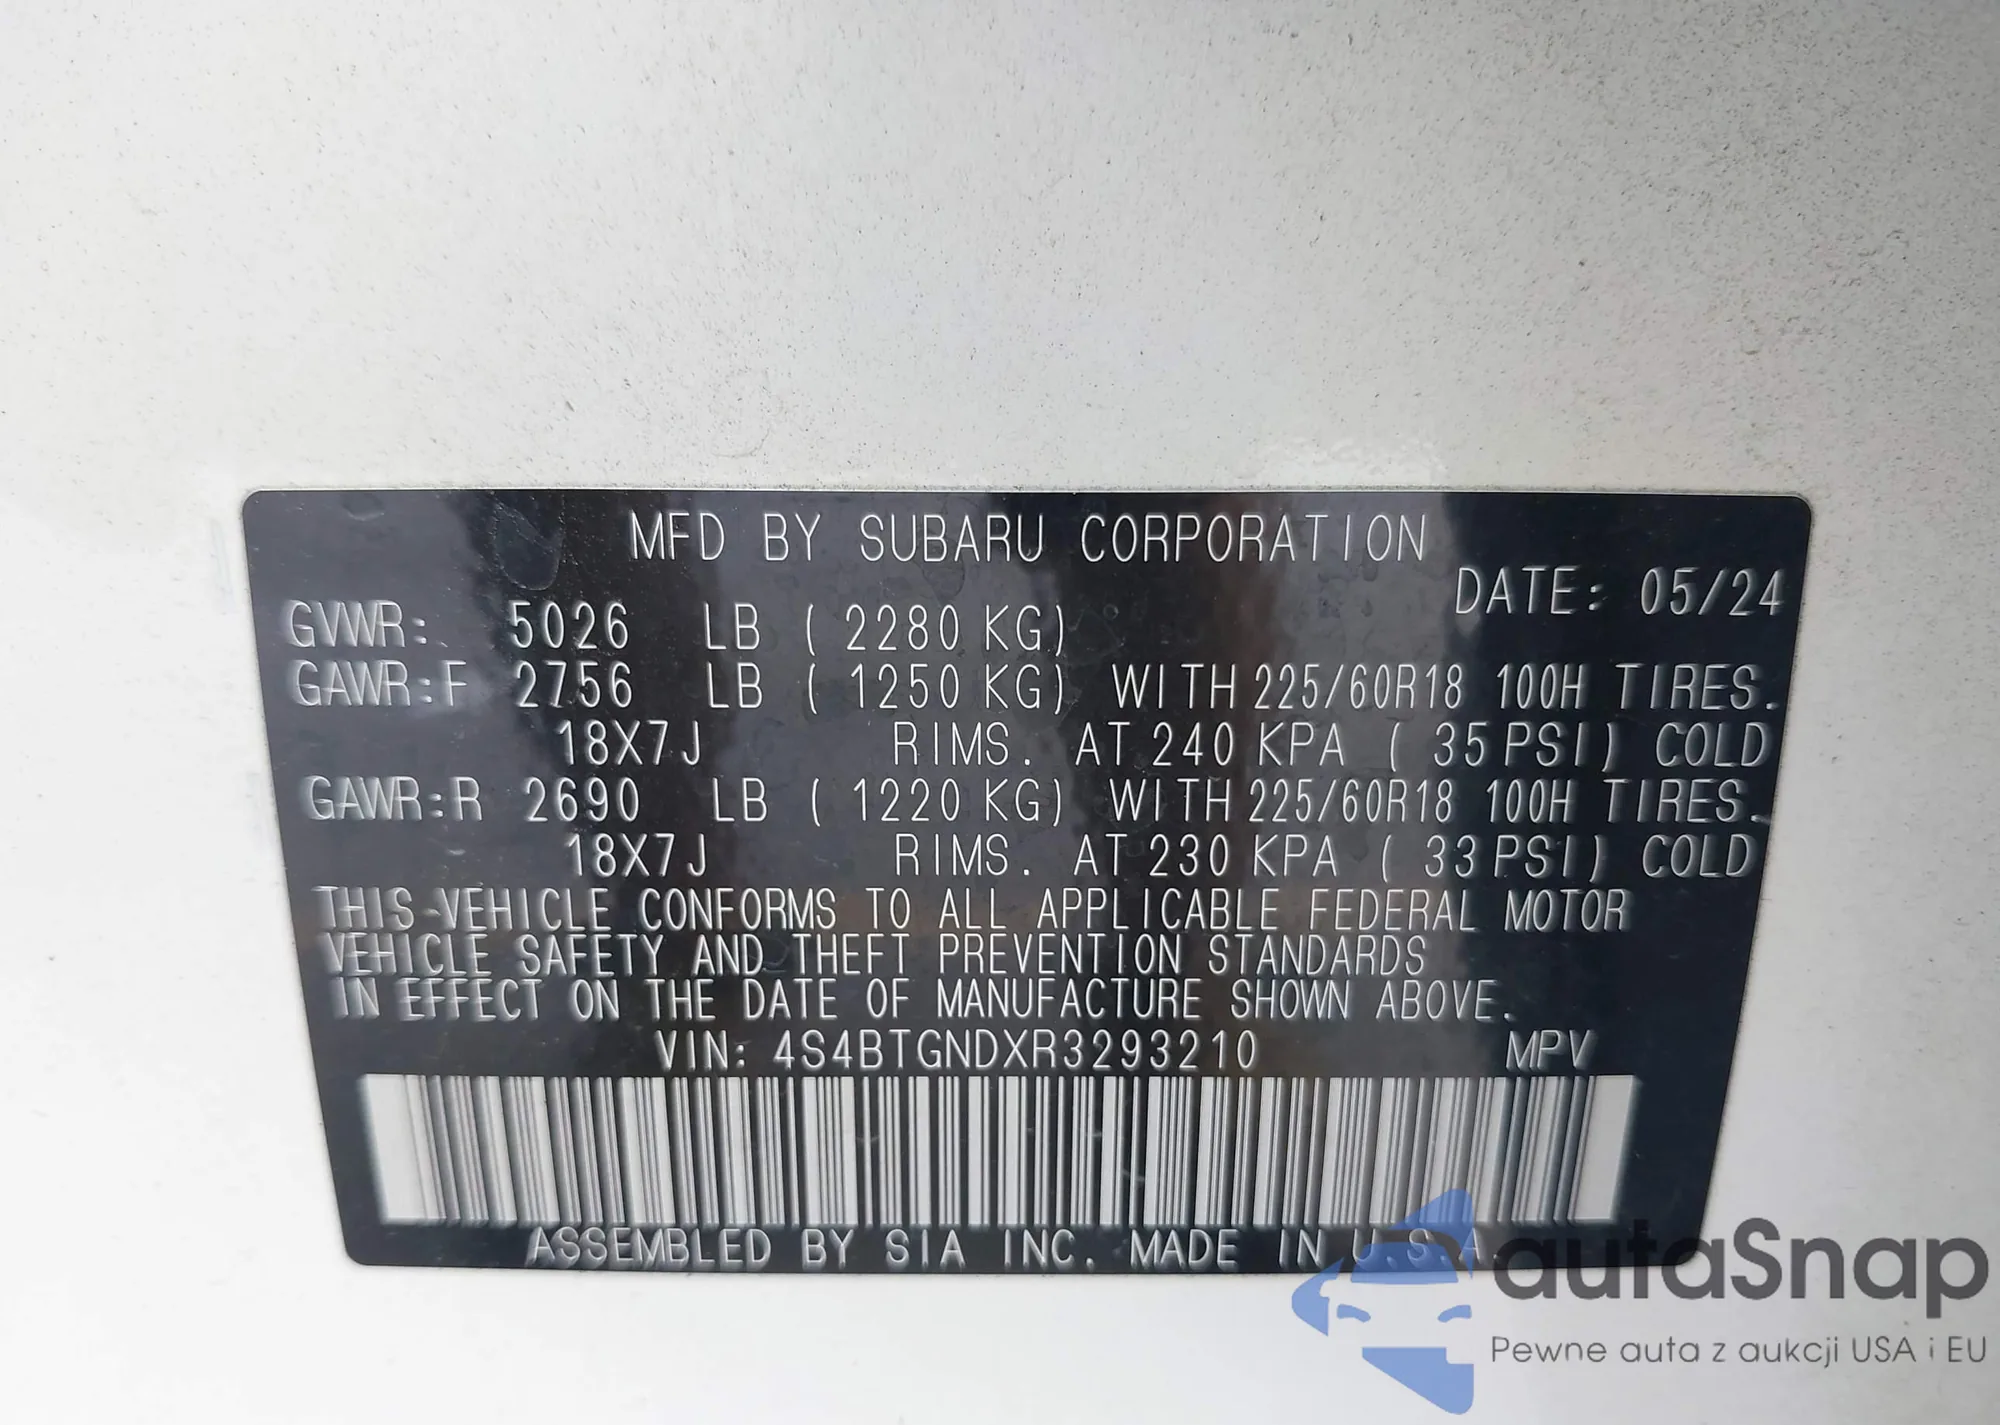 MFD BY SUBARU CORPORATION
DATE: 05/24
GVWR: 5026 LB ( 2280 KG)
GAWR:F 2756 LB ( 1250 KG) WITH 225/60R18 100H TIRES.
18X7J RIMS. AT 240 KPA ( 35 PSI) COLD
GAWR:R 2690 LB ( 1220 KG) WITH 225/60R18 100H TIRES.
18X7J RIMS. AT 230 KPA ( 33 PSI) COLD
THIS VEHICLE CONFORMS TO ALL APPLICABLE FEDERAL MOTOR
VEHICLE SAFETY AND THEFT PREVENTION STANDARDS
IN EFFECT ON THE DATE OF MANUFACTURE SHOWN ABOVE.
VIN: 4S4BTGNDXR3293210 MPV
ASSEMBLED BY SIA INC. MADE IN U.S.A.
autaSnap
Pewne auta z aukcji USA i EU